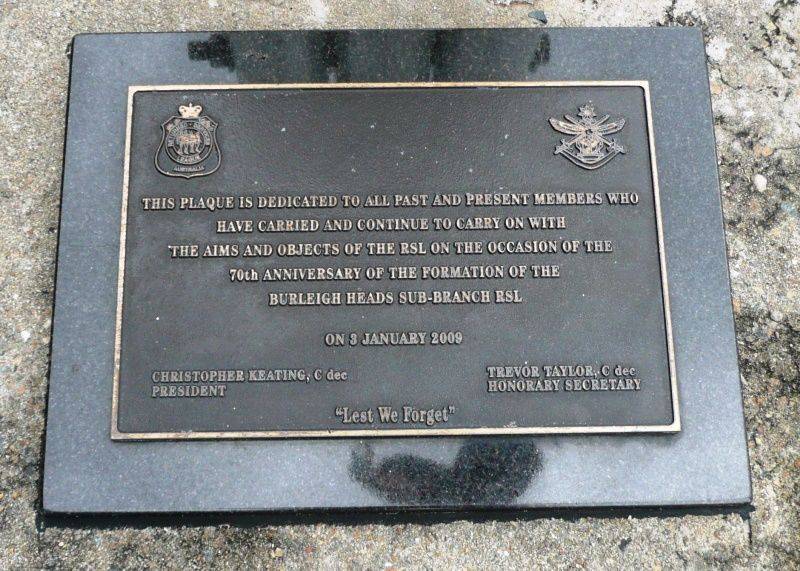 LEAGUE
AUSTRALIA
THIS PLAQUE IS DEDICATED TO ALL PAST AND PRESENT MEMBERS WHO
HAVE CARRIED AND CONTINUE TO CARRY ON WITH
THE AIMS AND OBJECTS OF THE RSL ON THE OCCASION OF THE
70th ANNIVERSARY OF THE FORMATION OF THE
BURLEIGH HEADS SUB-BRANCH RSL
ON 3 JANUARY 2009
CHRISTOPHER KEATING, C dec
PRESIDENT
TREVOR TAYLOR, C dec
HONORARY SECRETARY
"Lest We Forget"